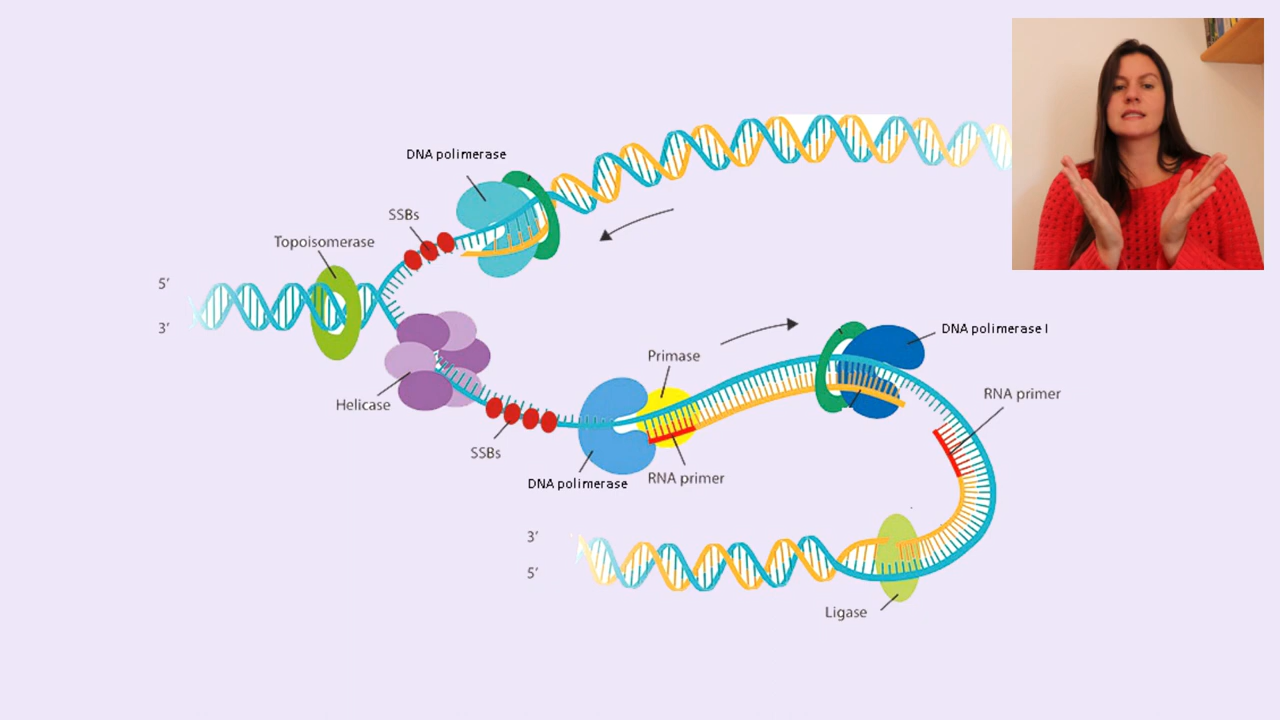 DNA polimerase
SSBs
Topoisomerase
5'
3'
DNA polimerase I
Primase
RNA primer
Helicase
SSBs
DNA polimerase
RNA primer
3'
5'
Ligase